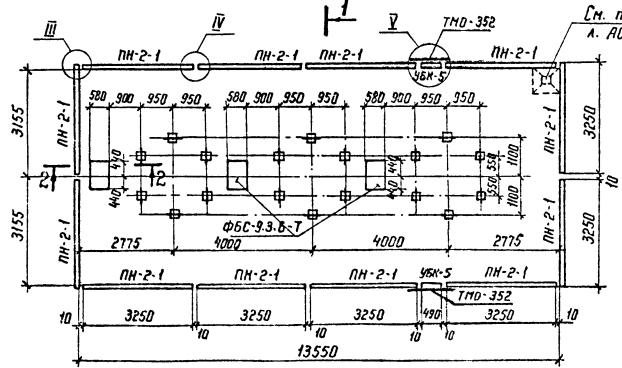 1
См. п
л. АС
III
IV
V
ТМО-352
ПН-2-1
ПН-2-1
ПН-2-1
УБК-5
ПН-2-1
580
900
950
950
580
900
950
950
580
900
950
950
3155
ПН-2-1
ПН-2-1
3250
440
440
440
440
1100
550
550
1100
10
2
2
ФБС-9.3.6-Т
3155
ПН-2-1
ПН-2-1
3250
2775
4000
4000
2775
ПН-2-1
ПН-2-1
ПН-2-1
УБК-5
ПН-2-1
ТМО-352
10
3250
10
3250
10
3250
10
490
10
3250
10
13550